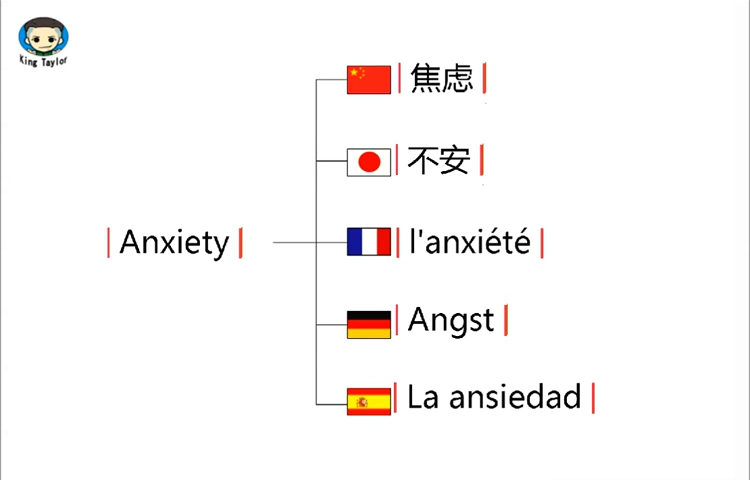 King Taylor
焦虑
不安
Anxiety
l'anxiété
Angst
La ansiedad